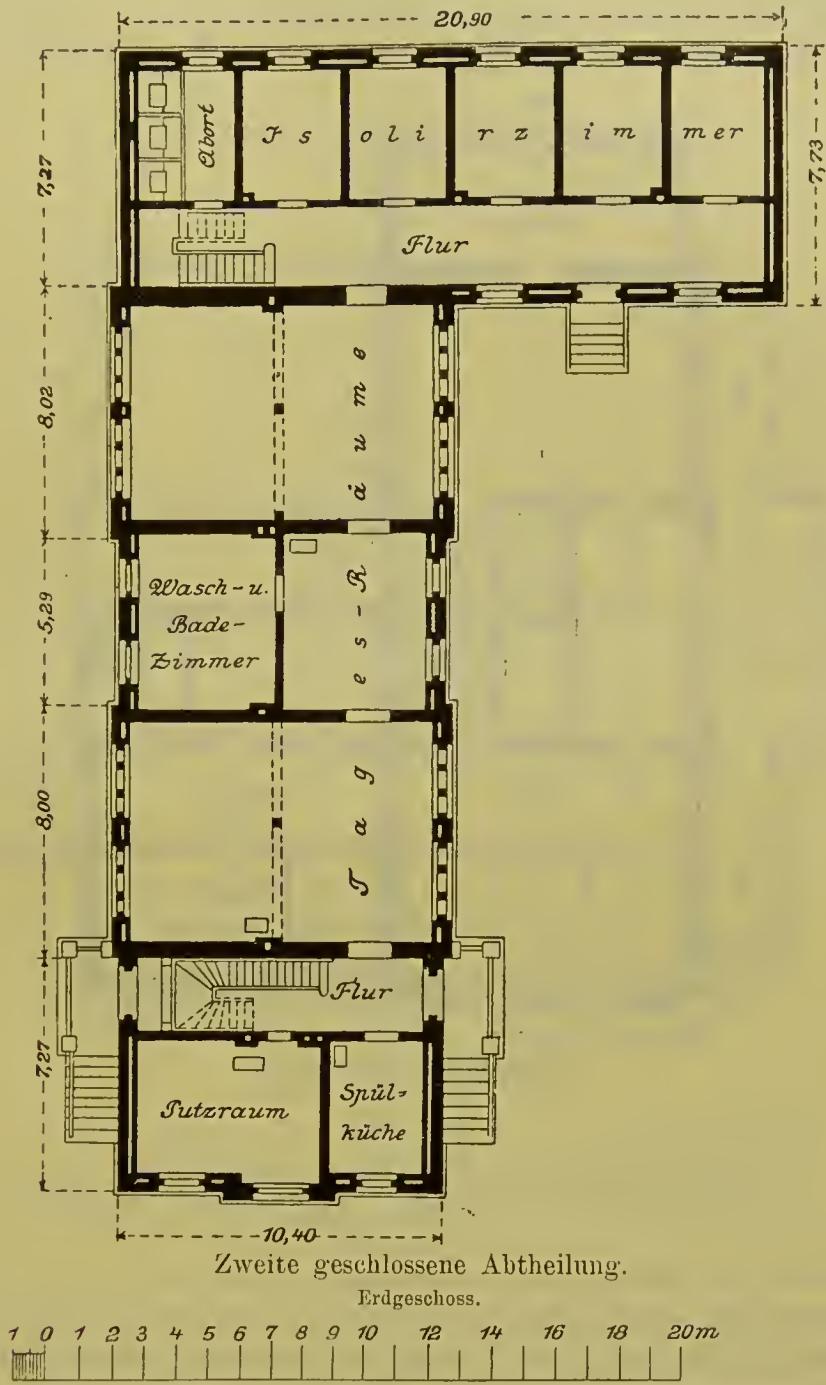 20,90
7,27
7,73
Abort
Isolirzimmer
Flur
8,02
5,29
Wasch- u.
Bade-
Zimmer
Tages-Räume
8,00
Flur
7,27
Putzraum
Spül-
küche
10,40
Zweite geschlossene Abtheilung.
Erdgeschoss.
1 0 1 2 3 4 5 6 7 8 9 10 12 14 16 18 20 m